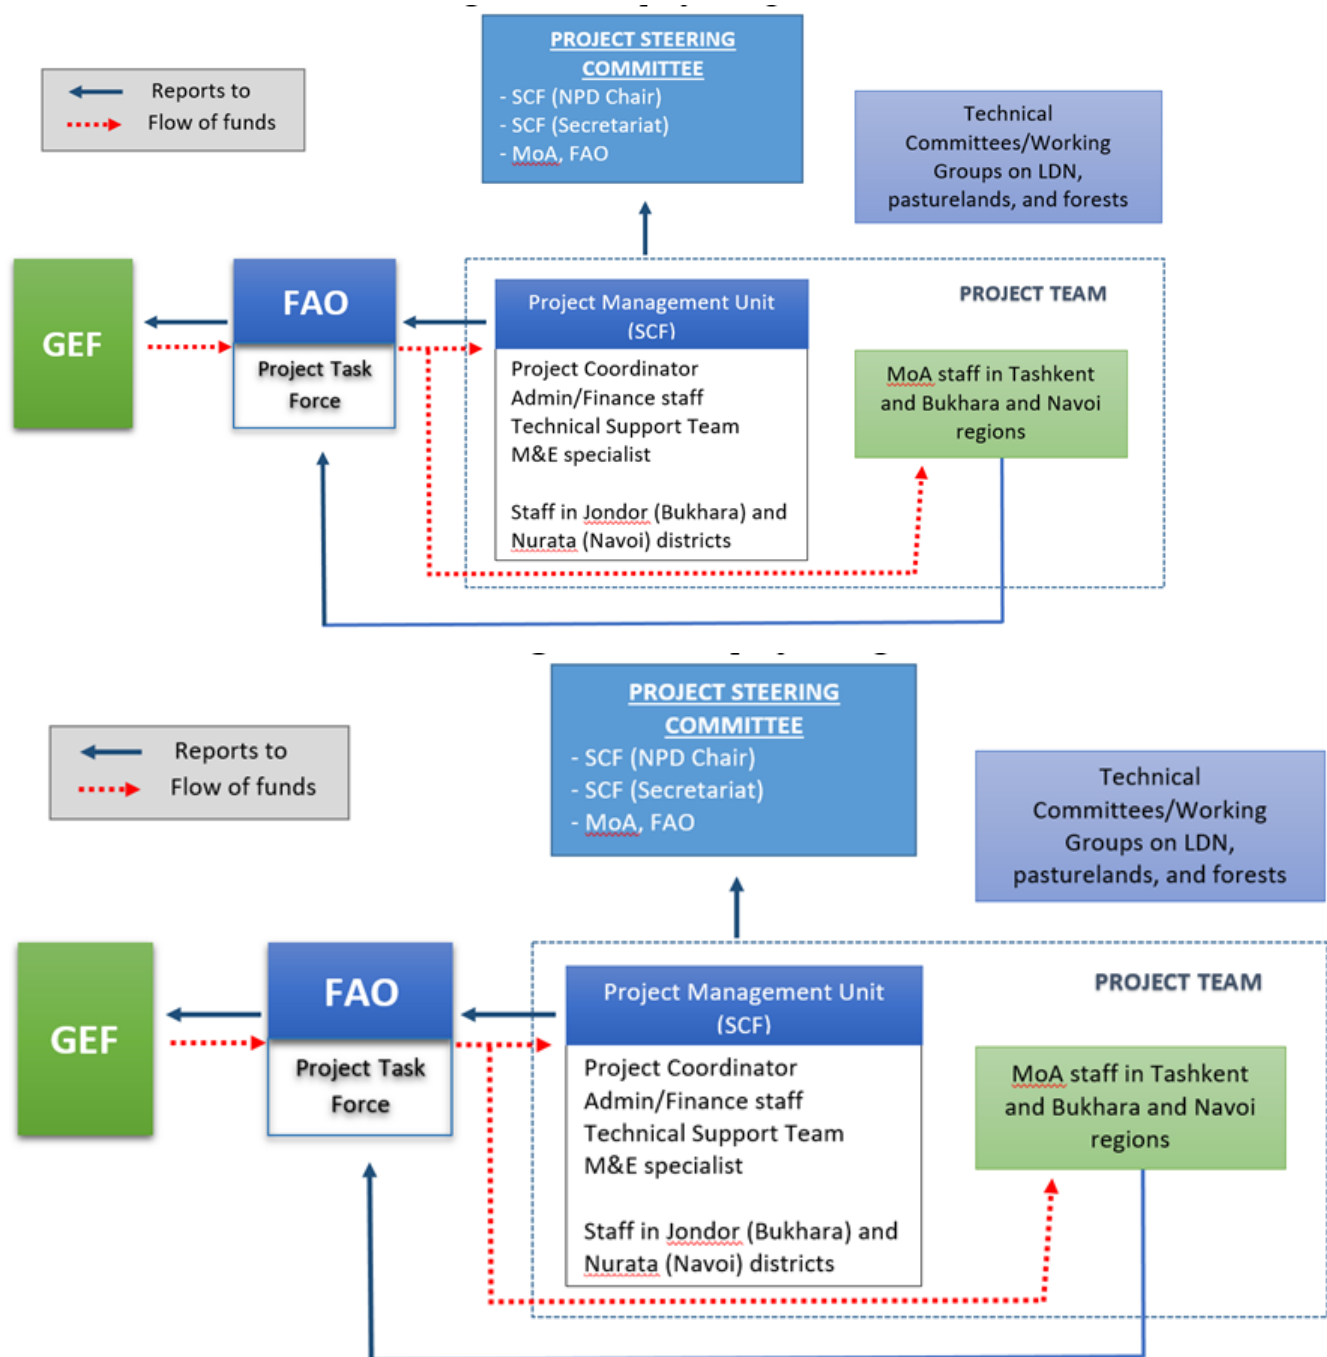 PROJECT STEERING
COMMITTEE
- SCF (NPD Chair)
- SCF (Secretariat)
- MoA, FAO
Reports to
Flow of funds
Technical
Committees/Working
Groups on LDN,
pasturelands, and forests
GEF
FAO
Project Task
Force
Project Management Unit
(SCF)
Project Coordinator
Admin/Finance staff
Technical Support Team
M&E specialist
Staff in Jondor (Bukhara) and
Nurata (Navoi) districts
PROJECT TEAM
MoA staff in Tashkent
and Bukhara and Navoi
regions
PROJECT STEERING
COMMITTEE
- SCF (NPD Chair)
- SCF (Secretariat)
- MoA, FAO
Reports to
Flow of funds
Technical
Committees/Working
Groups on LDN,
pasturelands, and forests
GEF
FAO
Project Task
Force
Project Management Unit
(SCF)
Project Coordinator
Admin/Finance staff
Technical Support Team
M&E specialist
Staff in Jondor (Bukhara) and
Nurata (Navoi) districts
PROJECT TEAM
MoA staff in Tashkent
and Bukhara and Navoi
regions